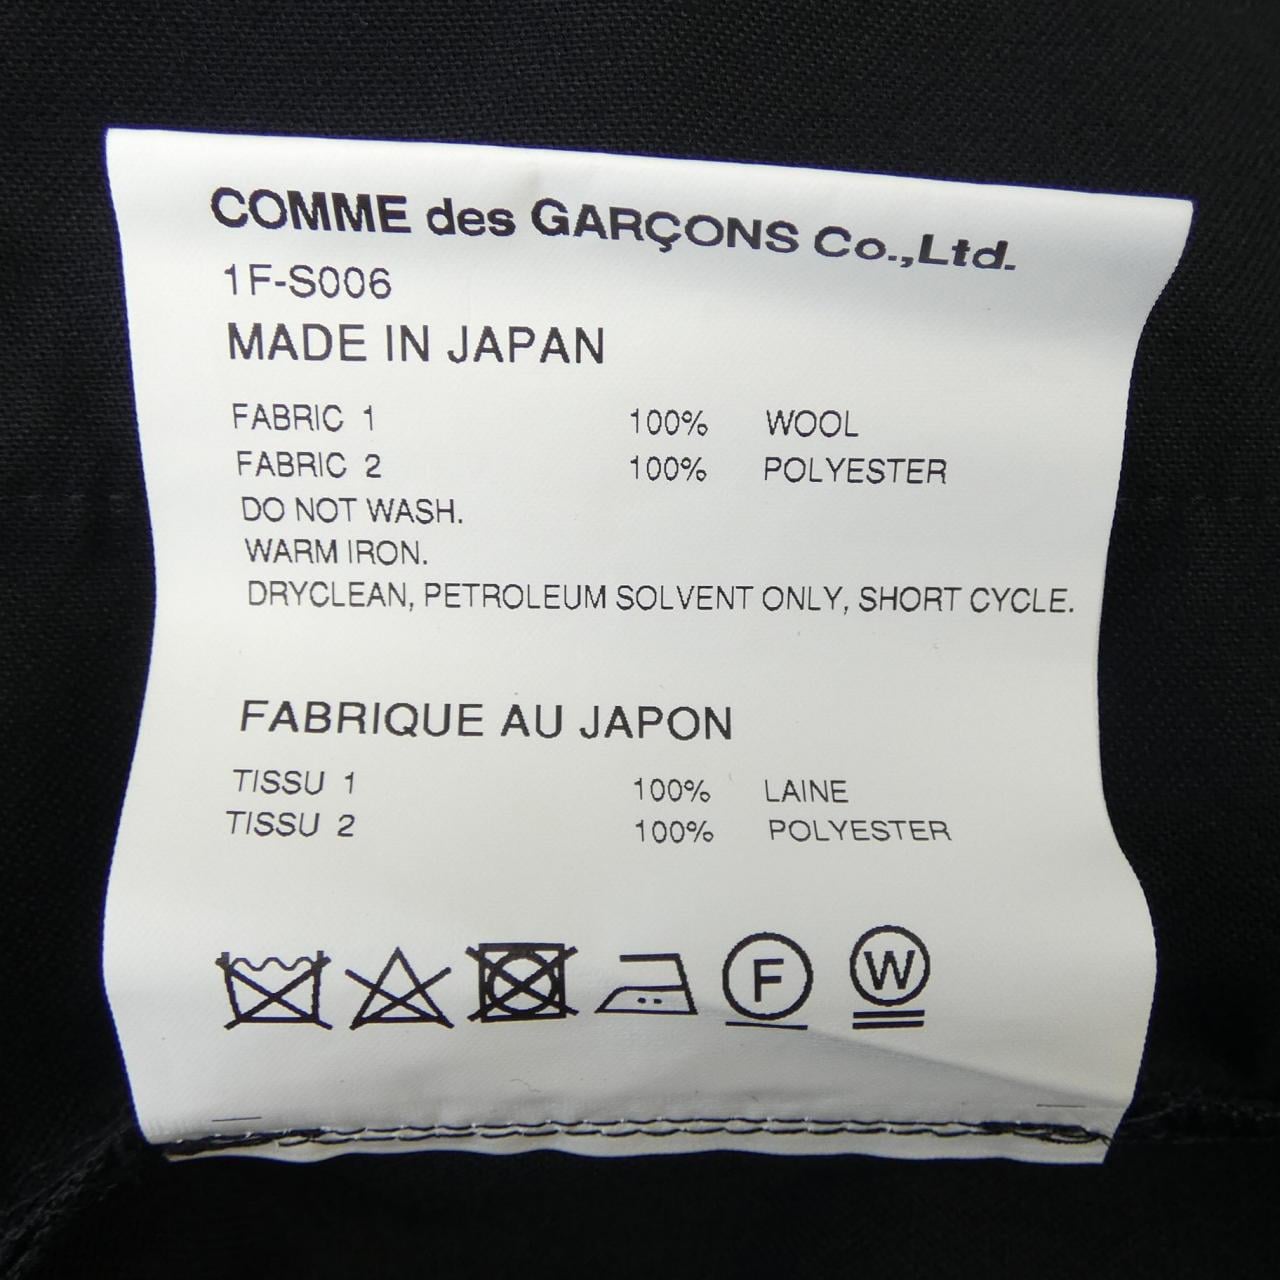 COMME des GARÇONS Co.,Ltd.
1F-S006
MADE IN JAPAN
FABRIC 1 100% WOOL
FABRIC 2 100% POLYESTER
DO NOT WASH.
WARM IRON.
DRYCLEAN, PETROLEUM SOLVENT ONLY, SHORT CYCLE.
FABRIQUE AU JAPON
TISSU 1 100% LAINE
TISSU 2 100% POLYESTER
F W